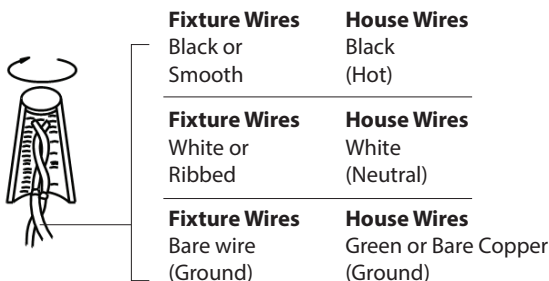 Fixture Wires House Wires
Black or Black
Smooth (Hot)
Fixture Wires House Wires
White or White
Ribbed (Neutral)
Fixture Wires House Wires
Bare wire Green or Bare Copper
(Ground) (Ground)